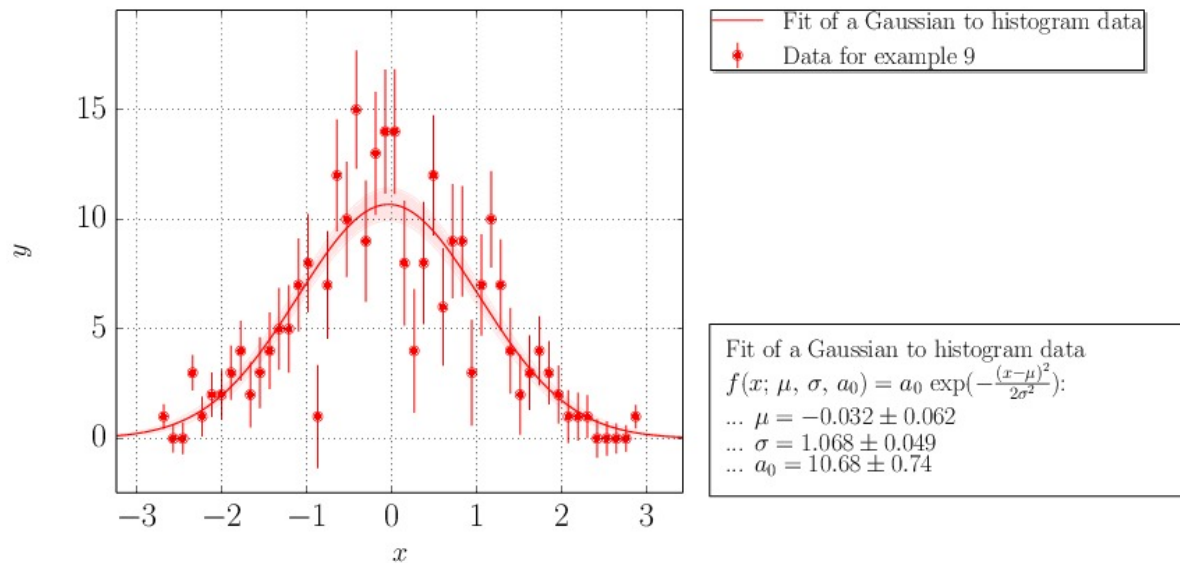 Fit of a Gaussian to histogram data
Data for example 9
15
10
5
0
y
−3 −2 −1 0 1 2 3
x
Fit of a Gaussian to histogram data
f(x; μ, σ, a₀) = a₀ exp(−(x−μ)²/2σ²):
... μ = −0.032 ± 0.062
... σ = 1.068 ± 0.049
... a₀ = 10.68 ± 0.74